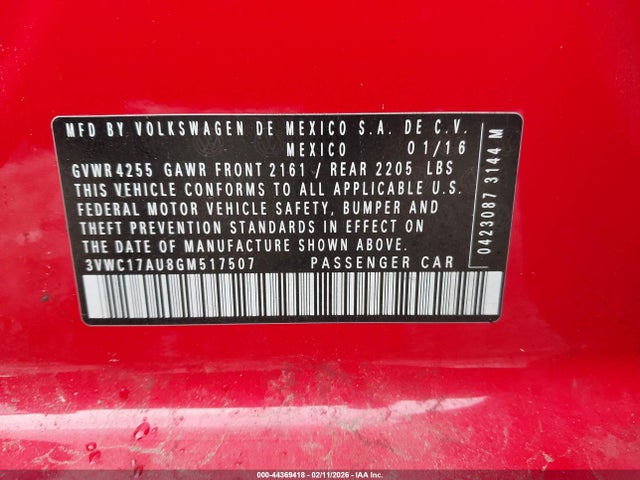 MFD BY VOLKSWAGEN DE MEXICO S.A. DE C.V.
MEXICO 01/16
GVWR 4255 GAWR FRONT 2161 / REAR 2205 LBS
THIS VEHICLE CONFORMS TO ALL APPLICABLE U.S.
FEDERAL MOTOR VEHICLE SAFETY, BUMPER AND
THEFT PREVENTION STANDARDS IN EFFECT ON THE
DATE OF MANUFACTURE SHOWN ABOVE.
3VWC17AU8GM517507 PASSENGER CAR
0423087 3144 M
000-44369418 - 02/11/2026 - IAAI.CA